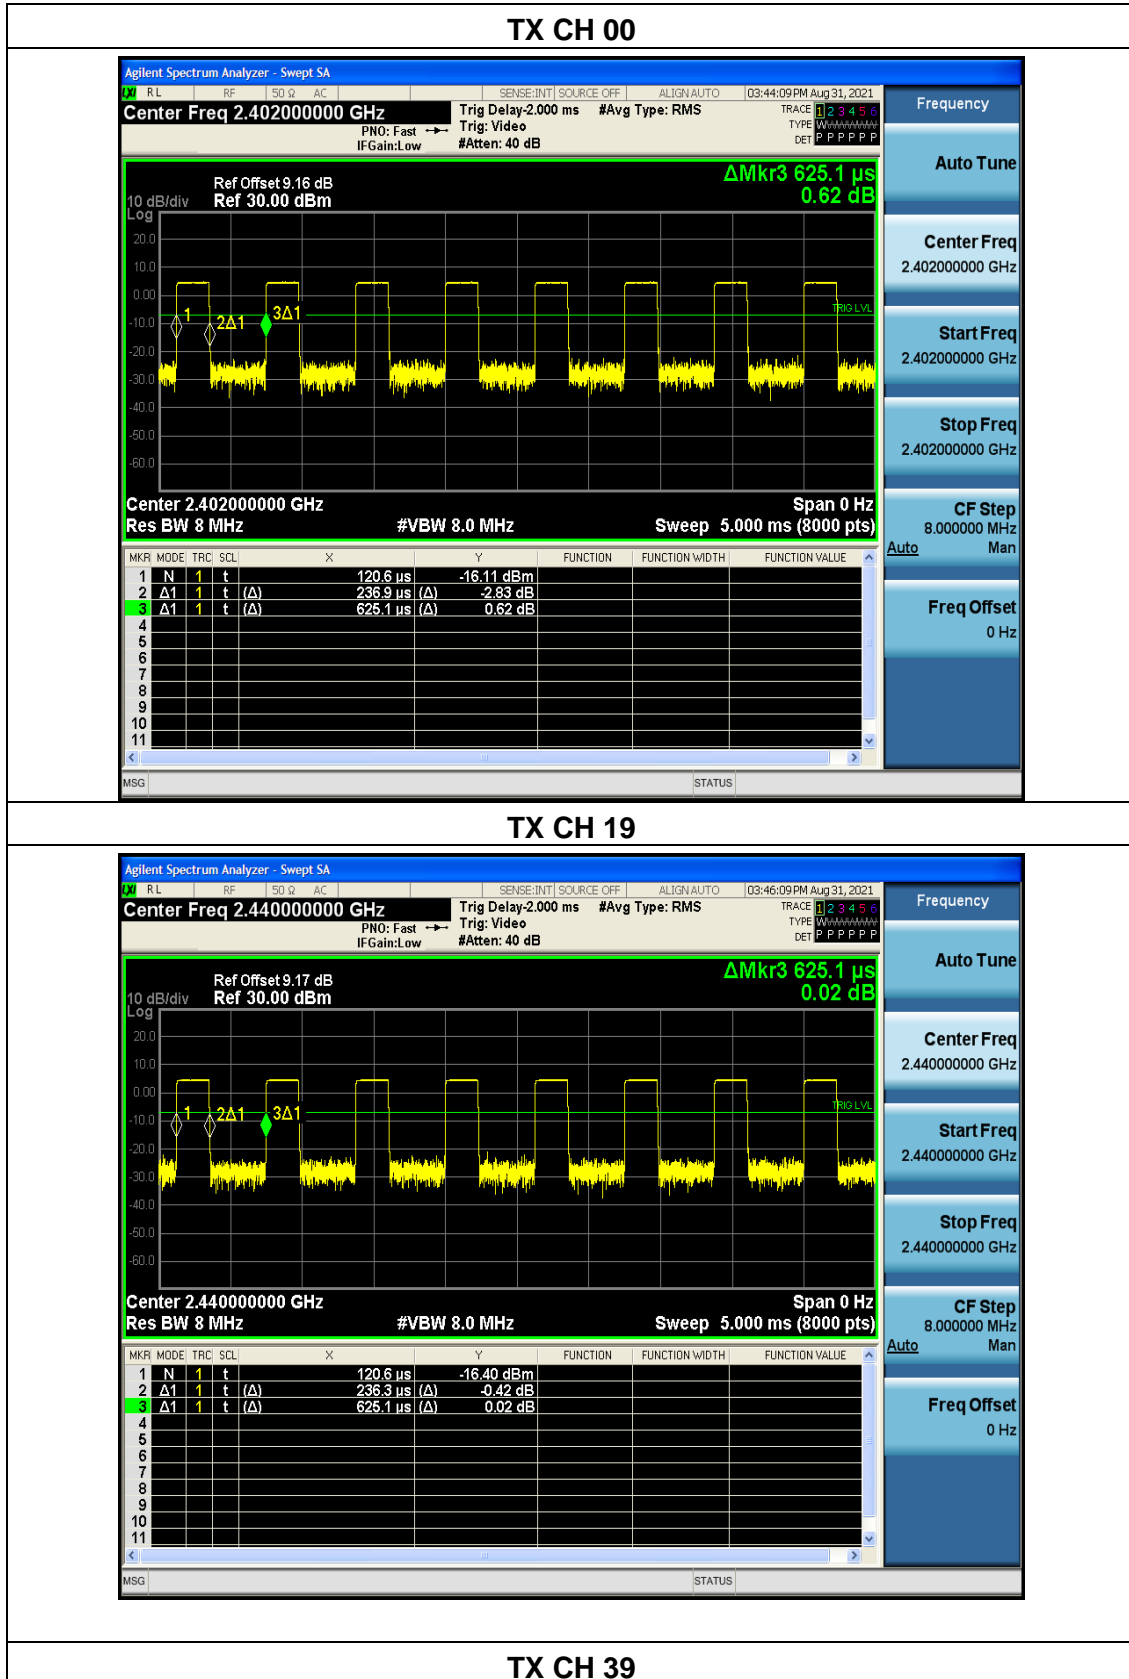 TX CH 00
Agilent Spectrum Analyzer - Swept SA
LXI RL RF 50 Ω AC SENSE:INT SOURCE OFF ALIGN AUTO 03:44:09 PM Aug 31, 2021
Center Freq 2.402000000 GHz
PNO: Fast
IFGain:Low
Trig Delay-2.000 ms #Avg Type: RMS
Trig: Video
#Atten: 40 dB
TRACE 1 2 3 4 5 6
TYPE WWWWWW
DET P P P P P P
Frequency
ΔMkr3 625.1 µs
0.62 dB
Ref Offset 9.16 dB
10 dB/div Ref 30.00 dBm
Log
20.0
10.0
0.00
-10.0
-20.0
-30.0
-40.0
-50.0
-60.0
1
2Δ1
3Δ1
TRIG LVL
Center 2.402000000 GHz Span 0 Hz
Res BW 8 MHz #VBW 8.0 MHz Sweep 5.000 ms (8000 pts)
MKR MODE TRC SCL X Y FUNCTION FUNCTION WIDTH FUNCTION VALUE
1 N 1 t 120.6 µs -16.11 dBm
2 Δ1 1 t (Δ) 236.9 µs (Δ) -2.83 dB
3 Δ1 1 t (Δ) 625.1 µs (Δ) 0.62 dB
4
5
6
7
8
9
10
11
MSG STATUS
Auto Tune
Center Freq
2.402000000 GHz
Start Freq
2.402000000 GHz
Stop Freq
2.402000000 GHz
CF Step
8.000000 MHz
Auto Man
Freq Offset
0 Hz
TX CH 19
Agilent Spectrum Analyzer - Swept SA
LXI RL RF 50 Ω AC SENSE:INT SOURCE OFF ALIGN AUTO 03:46:09 PM Aug 31, 2021
Center Freq 2.440000000 GHz
PNO: Fast
IFGain:Low
Trig Delay-2.000 ms #Avg Type: RMS
Trig: Video
#Atten: 40 dB
TRACE 1 2 3 4 5 6
TYPE WWWWWW
DET P P P P P P
Frequency
ΔMkr3 625.1 µs
0.02 dB
Ref Offset 9.17 dB
10 dB/div Ref 30.00 dBm
Log
20.0
10.0
0.00
-10.0
-20.0
-30.0
-40.0
-50.0
-60.0
1
2Δ1
3Δ1
TRIG LVL
Center 2.440000000 GHz Span 0 Hz
Res BW 8 MHz #VBW 8.0 MHz Sweep 5.000 ms (8000 pts)
MKR MODE TRC SCL X Y FUNCTION FUNCTION WIDTH FUNCTION VALUE
1 N 1 t 120.6 µs -16.40 dBm
2 Δ1 1 t (Δ) 236.3 µs (Δ) -0.42 dB
3 Δ1 1 t (Δ) 625.1 µs (Δ) 0.02 dB
4
5
6
7
8
9
10
11
MSG STATUS
Auto Tune
Center Freq
2.440000000 GHz
Start Freq
2.440000000 GHz
Stop Freq
2.440000000 GHz
CF Step
8.000000 MHz
Auto Man
Freq Offset
0 Hz
TX CH 39